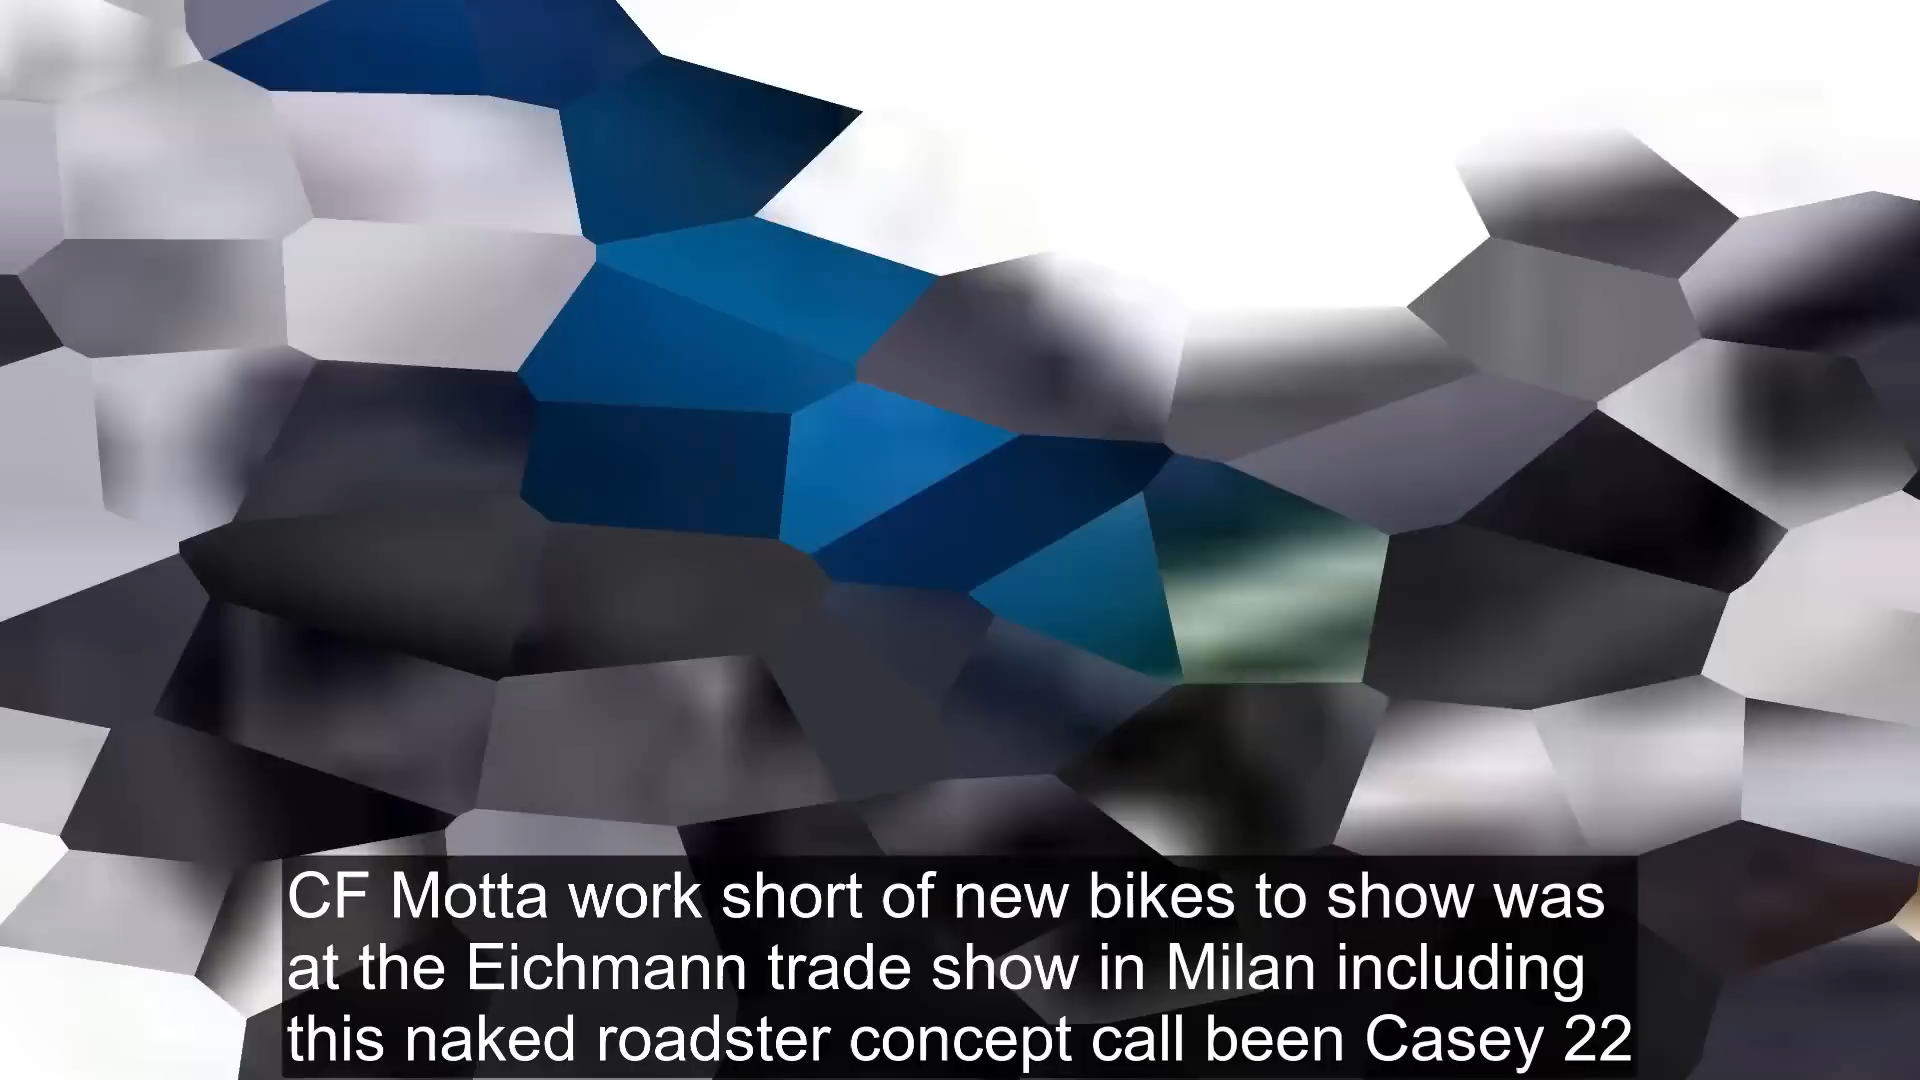 CF Motta work short of new bikes to show was
at the Eichmann trade show in Milan including
this naked roadster concept call been Casey 22